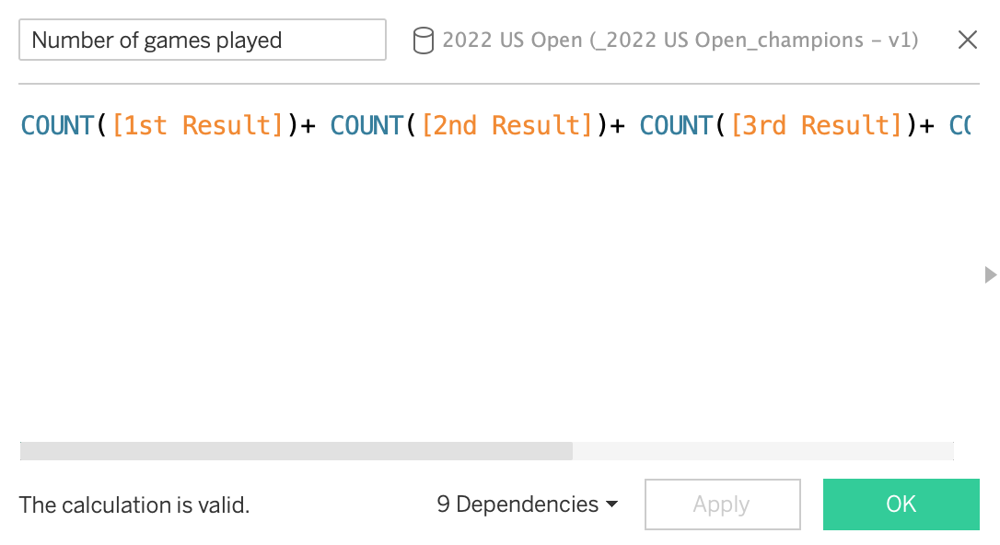 Number of games played
2022 US Open (_2022 US Open_champions - v1)
COUNT([1st Result])+ COUNT([2nd Result])+ COUNT([3rd Result])+
The calculation is valid.
9 Dependencies
Apply
OK